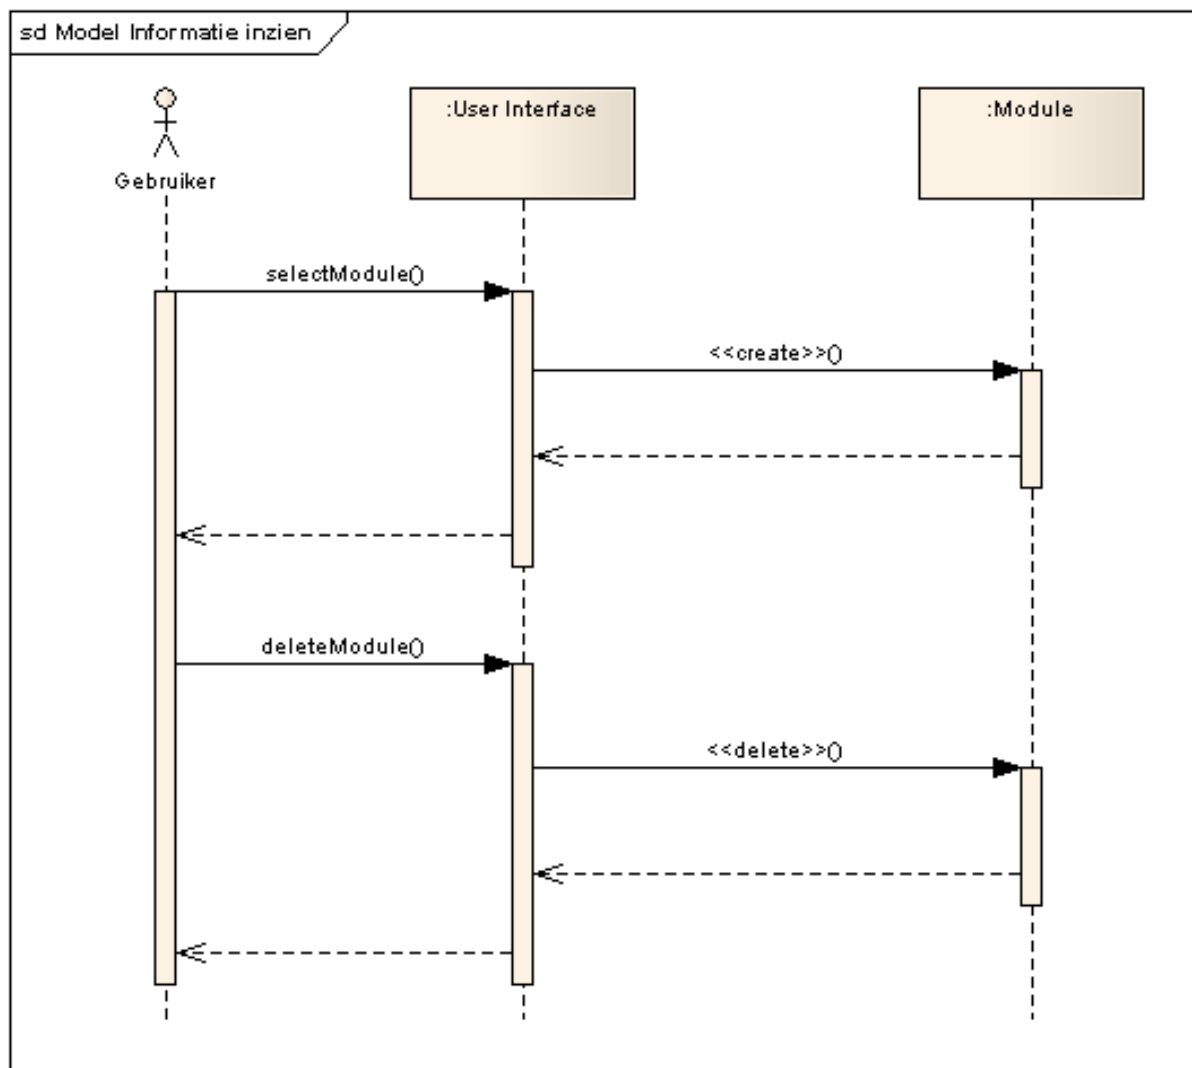 sd Model Informatie inzien
:User Interface
:Module
Gebruiker
selectModule()
<<create>>()
deleteModule()
<<delete>>()